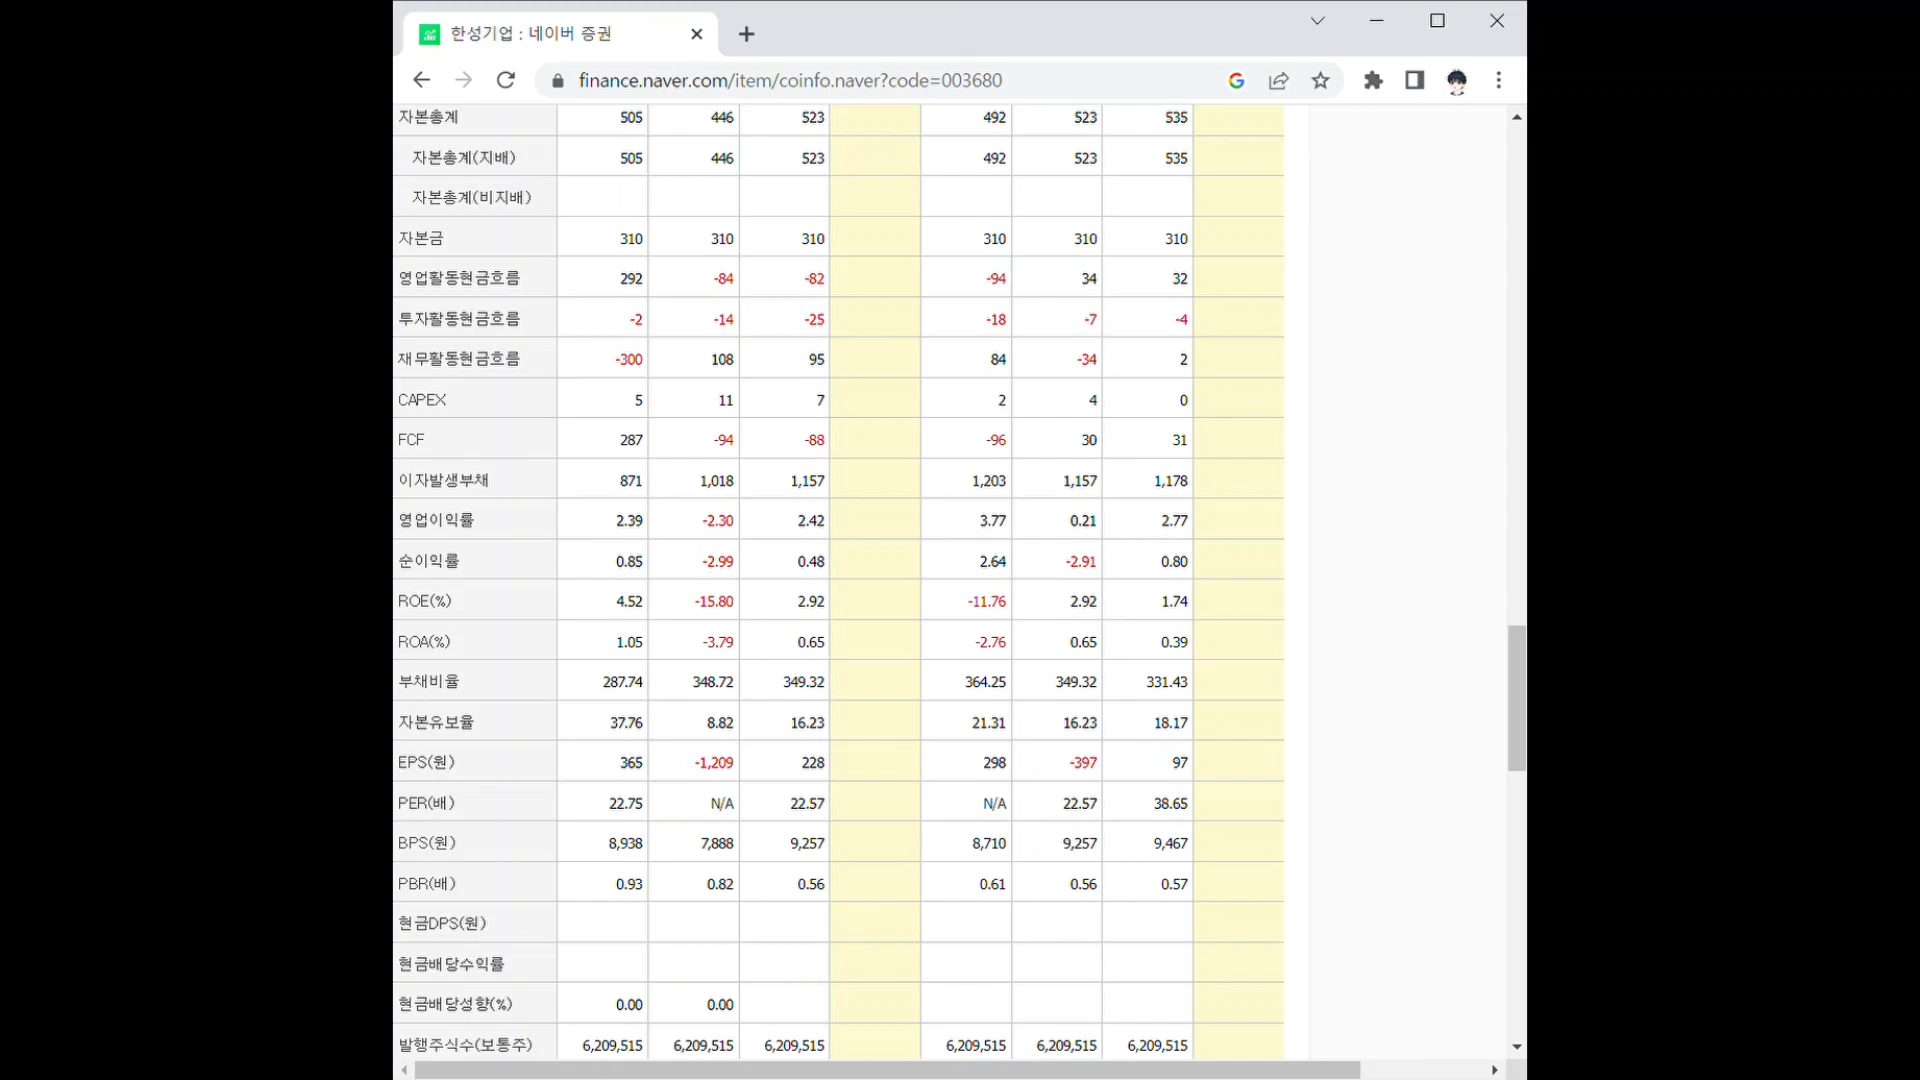 한성기업 : 네이버 증권
finance.naver.com/item/coinfo.naver?code=003680
자본총계 505 446 523 492 523 535
자본총계(지배) 505 446 523 492 523 535
자본총계(비지배)
자본금 310 310 310 310 310 310
영업활동현금흐름 292 -84 -82 -94 34 32
투자활동현금흐름 -2 -14 -25 -18 -7 -4
재무활동현금흐름 -300 108 95 84 -34 2
CAPEX 5 11 7 2 4 0
FCF 287 -94 -88 -96 30 31
이자발생부채 871 1,018 1,157 1,203 1,157 1,178
영업이익률 2.39 -2.30 2.42 3.77 0.21 2.77
순이익률 0.85 -2.99 0.48 2.64 -2.91 0.80
ROE(%) 4.52 -15.80 2.92 -11.76 2.92 1.74
ROA(%) 1.05 -3.79 0.65 -2.76 0.65 0.39
부채비율 287.74 348.72 349.32 364.25 349.32 331.43
자본유보율 37.76 8.82 16.23 21.31 16.23 18.17
EPS(원) 365 -1,209 228 298 -397 97
PER(배) 22.75 N/A 22.57 N/A 22.57 38.65
BPS(원) 8,938 7,888 9,257 8,710 9,257 9,467
PBR(배) 0.93 0.82 0.56 0.61 0.56 0.57
현금DPS(원)
현금배당수익률
현금배당성향(%) 0.00 0.00
발행주식수(보통주) 6,209,515 6,209,515 6,209,515 6,209,515 6,209,515 6,209,515